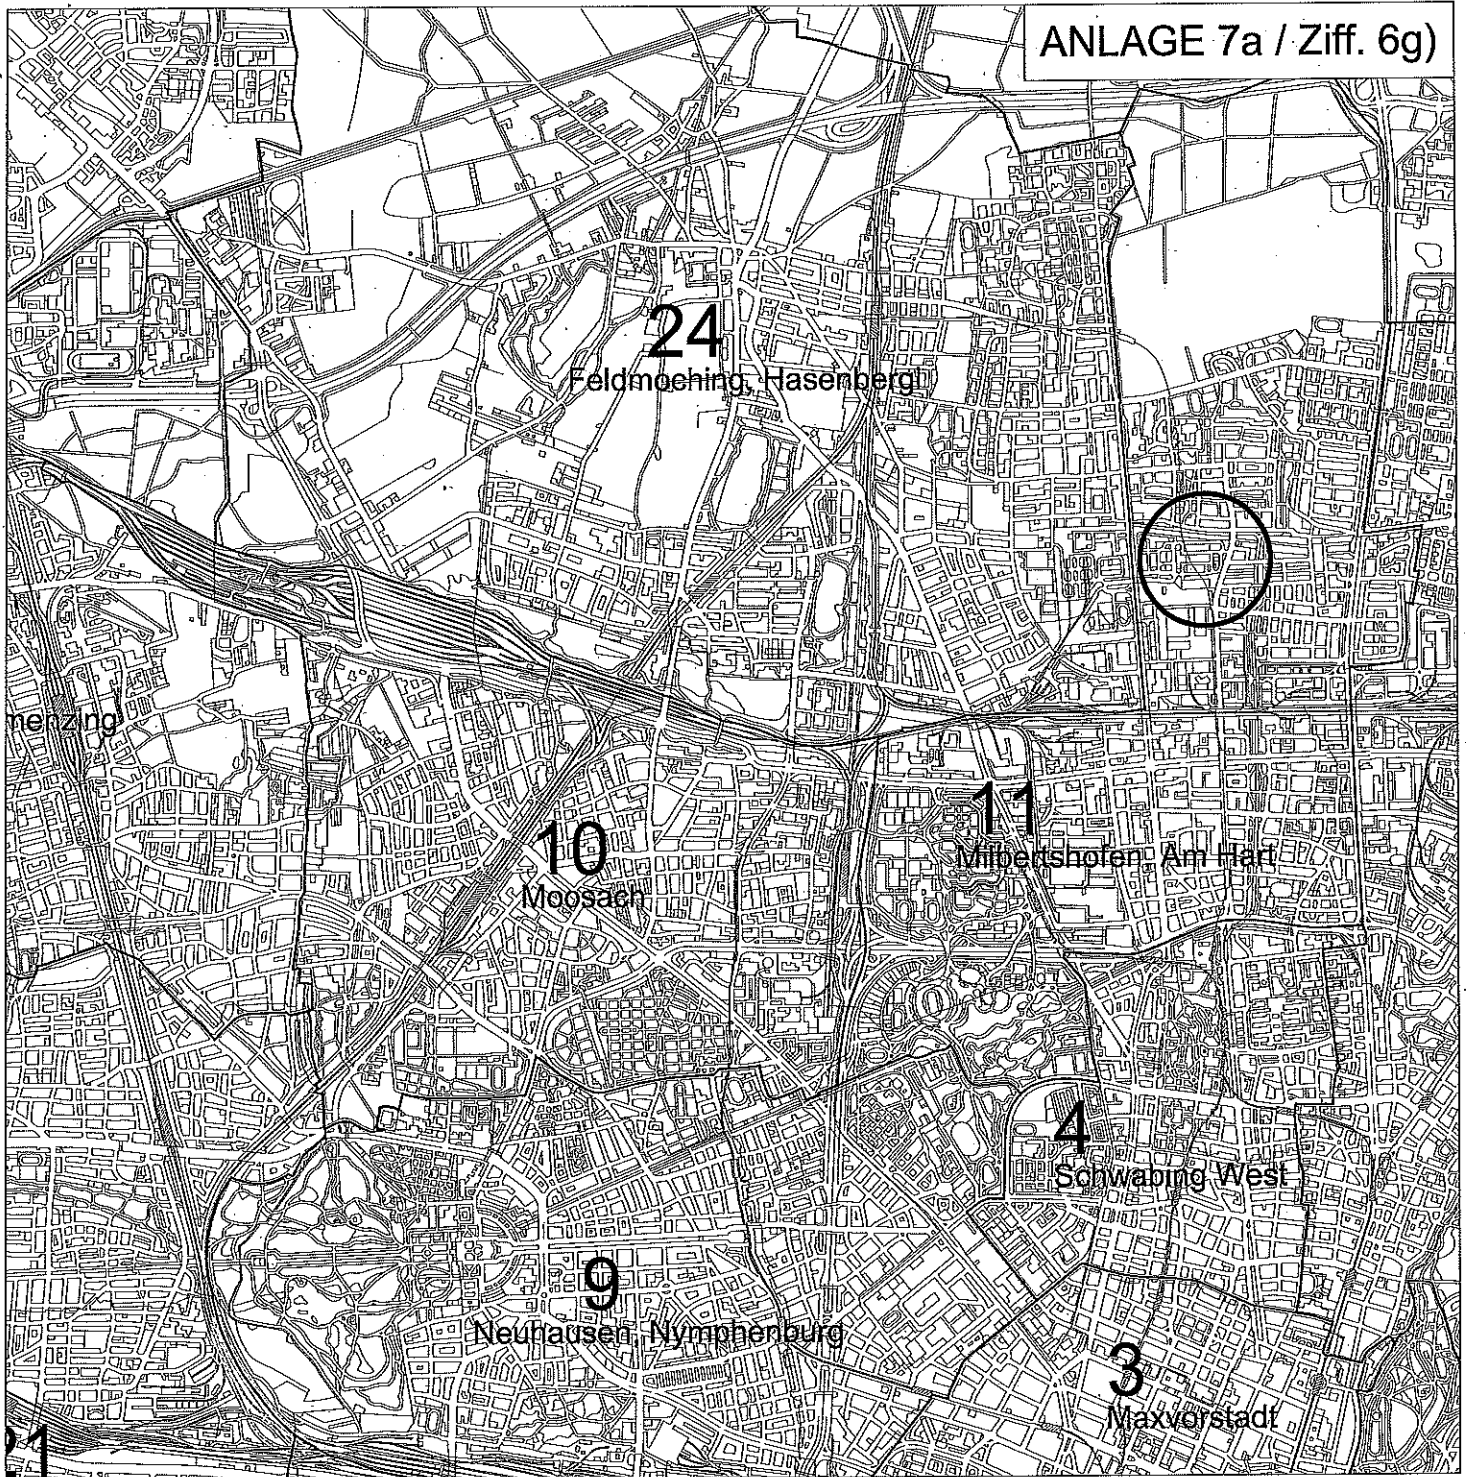 ANLAGE 7a / Ziff. 6g)
24
Feldmoching, Hasenbergl
menzing
11
Milbertshofen, Am Hart
10
Moosach
4
Schwabing West
9
Neuhausen, Nymphenburg
3
Maxvorstadt
21